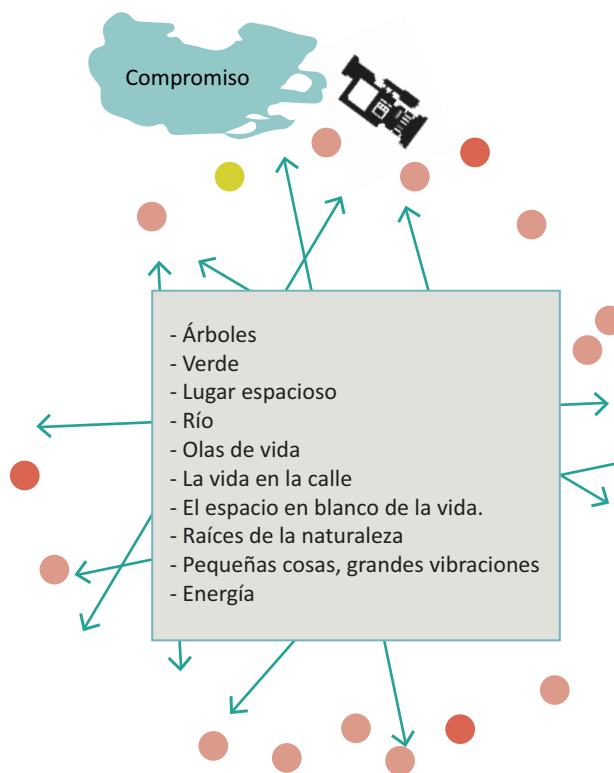 Compromiso
- Árboles
- Verde
- Lugar espacioso
- Río
- Olas de vida
- La vida en la calle
- El espacio en blanco de la vida.
- Raíces de la naturaleza
- Pequeñas cosas, grandes vibraciones
- Energía